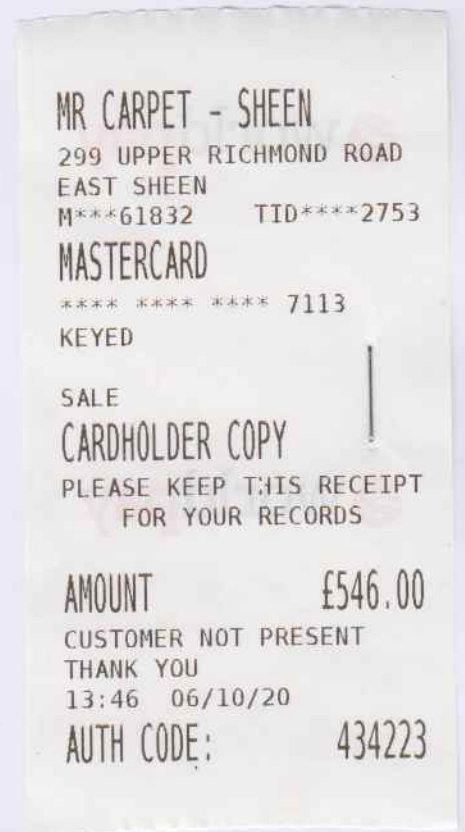 MR CARPET - SHEEN
299 UPPER RICHMOND ROAD
EAST SHEEN
M***61832 TID****2753
MASTERCARD
**** **** **** 7113
KEYED
SALE
CARDHOLDER COPY
PLEASE KEEP THIS RECEIPT
FOR YOUR RECORDS
AMOUNT £546.00
CUSTOMER NOT PRESENT
THANK YOU
13:46 06/10/20
AUTH CODE: 434223